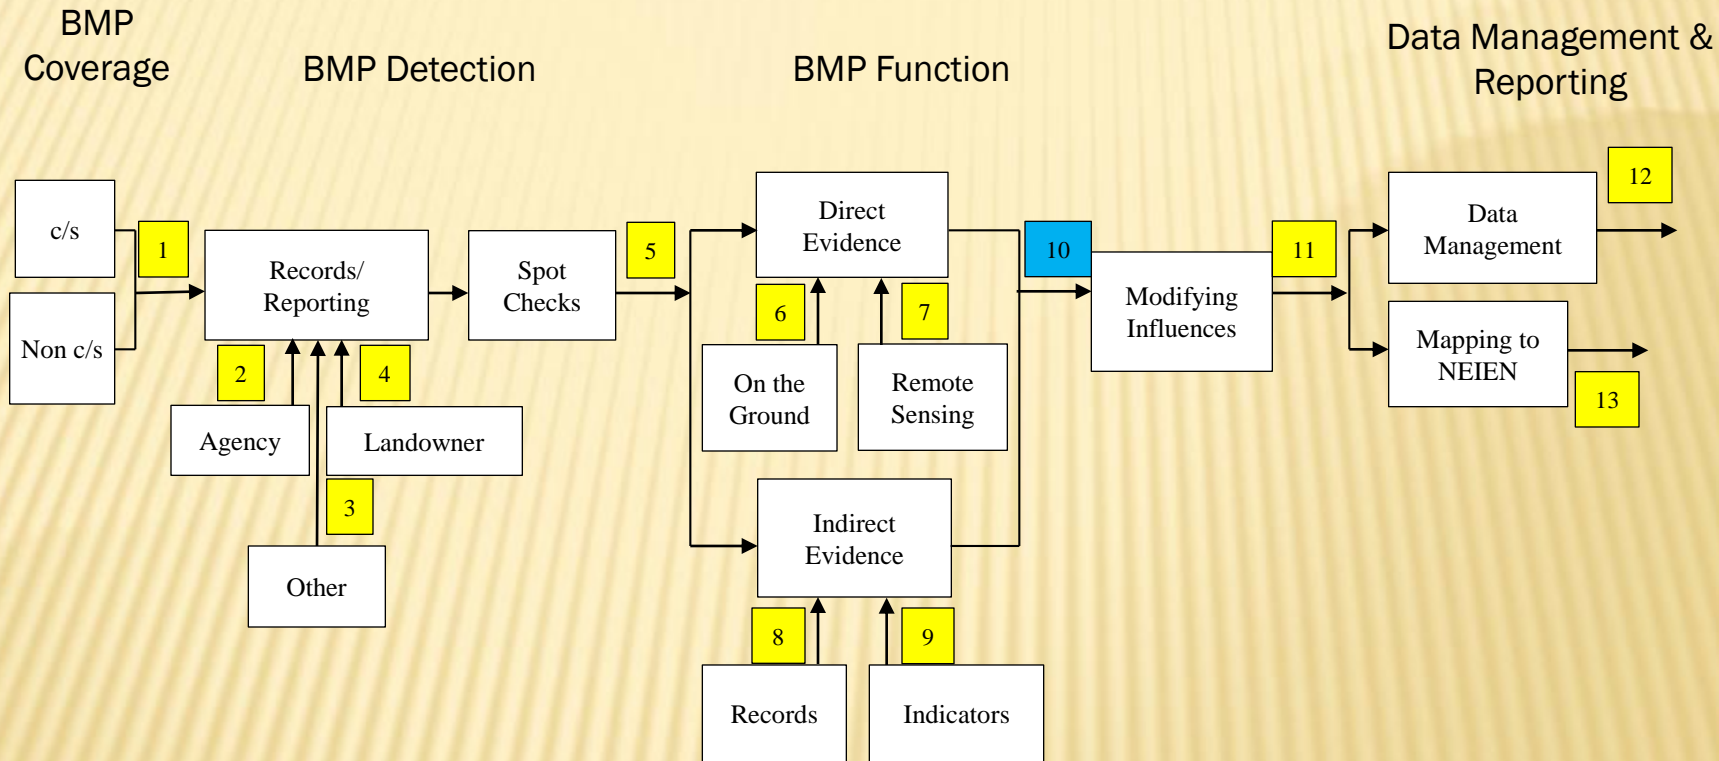 BMP
Coverage
BMP Detection
BMP Function
Data Management &
Reporting
c/s
Non c/s
1
Records/
Reporting
2
4
Agency
Landowner
3
Other
Spot
Checks
5
Direct
Evidence
6
7
On the
Ground
Remote
Sensing
Indirect
Evidence
8
9
Records
Indicators
10
Modifying
Influences
11
Data
Management
12
Mapping to
NEIEN
13